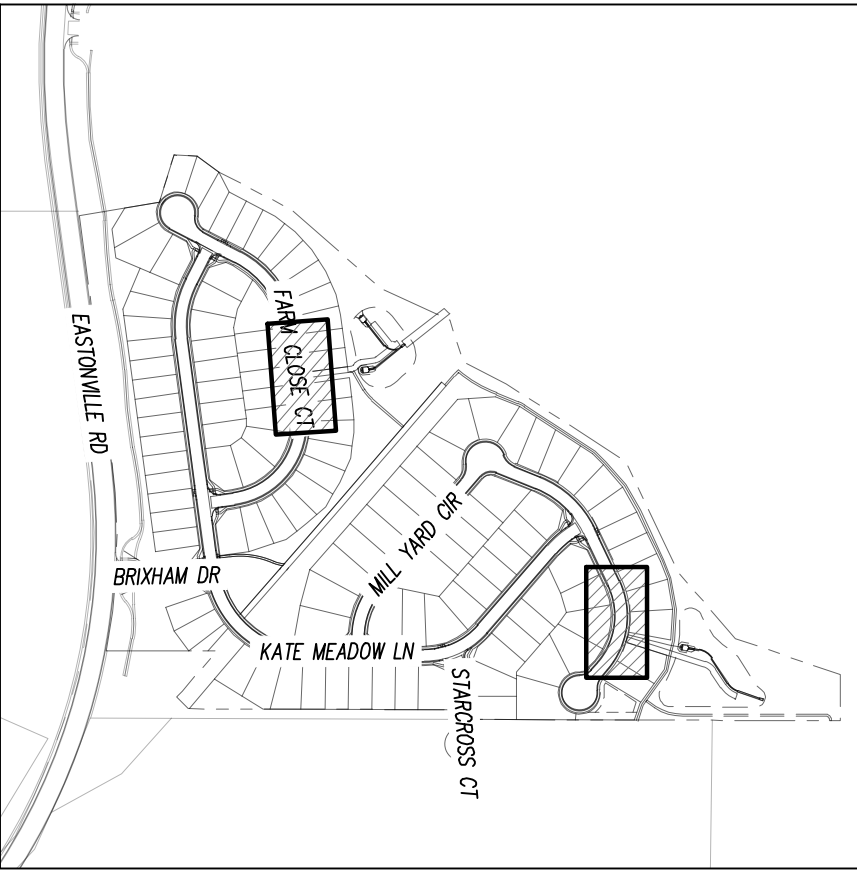 FARM CLOSE CT
EASTONVILLE RD
MILL YARD CIR
BRIXHAM DR
KATE MEADOW LN
STARCROSS CT